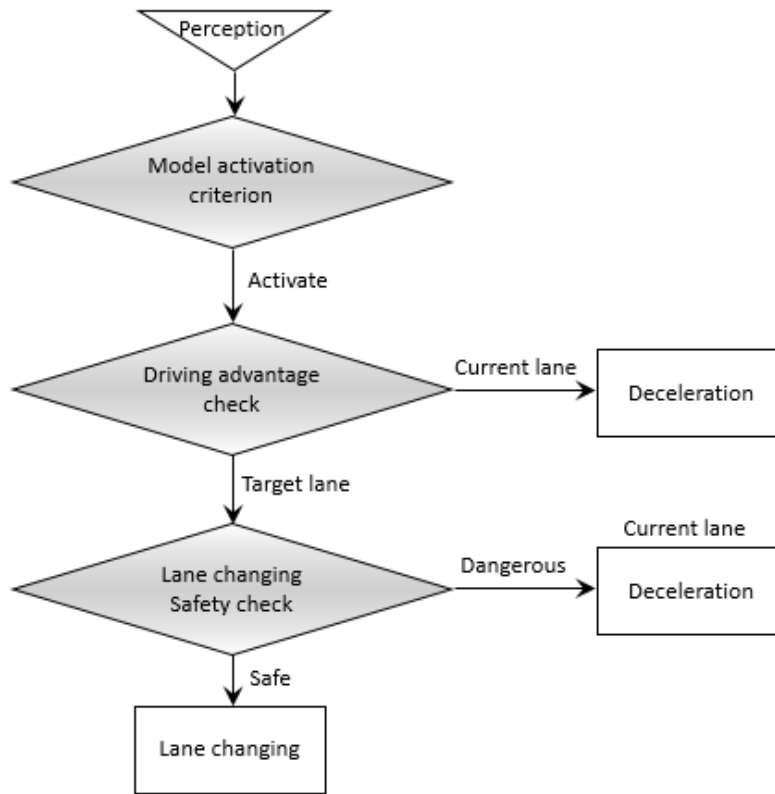 Perception
Model activation
criterion
Activate
Driving advantage
check
Current lane
Deceleration
Target lane
Lane changing
Safety check
Dangerous
Current lane
Deceleration
Safe
Lane changing